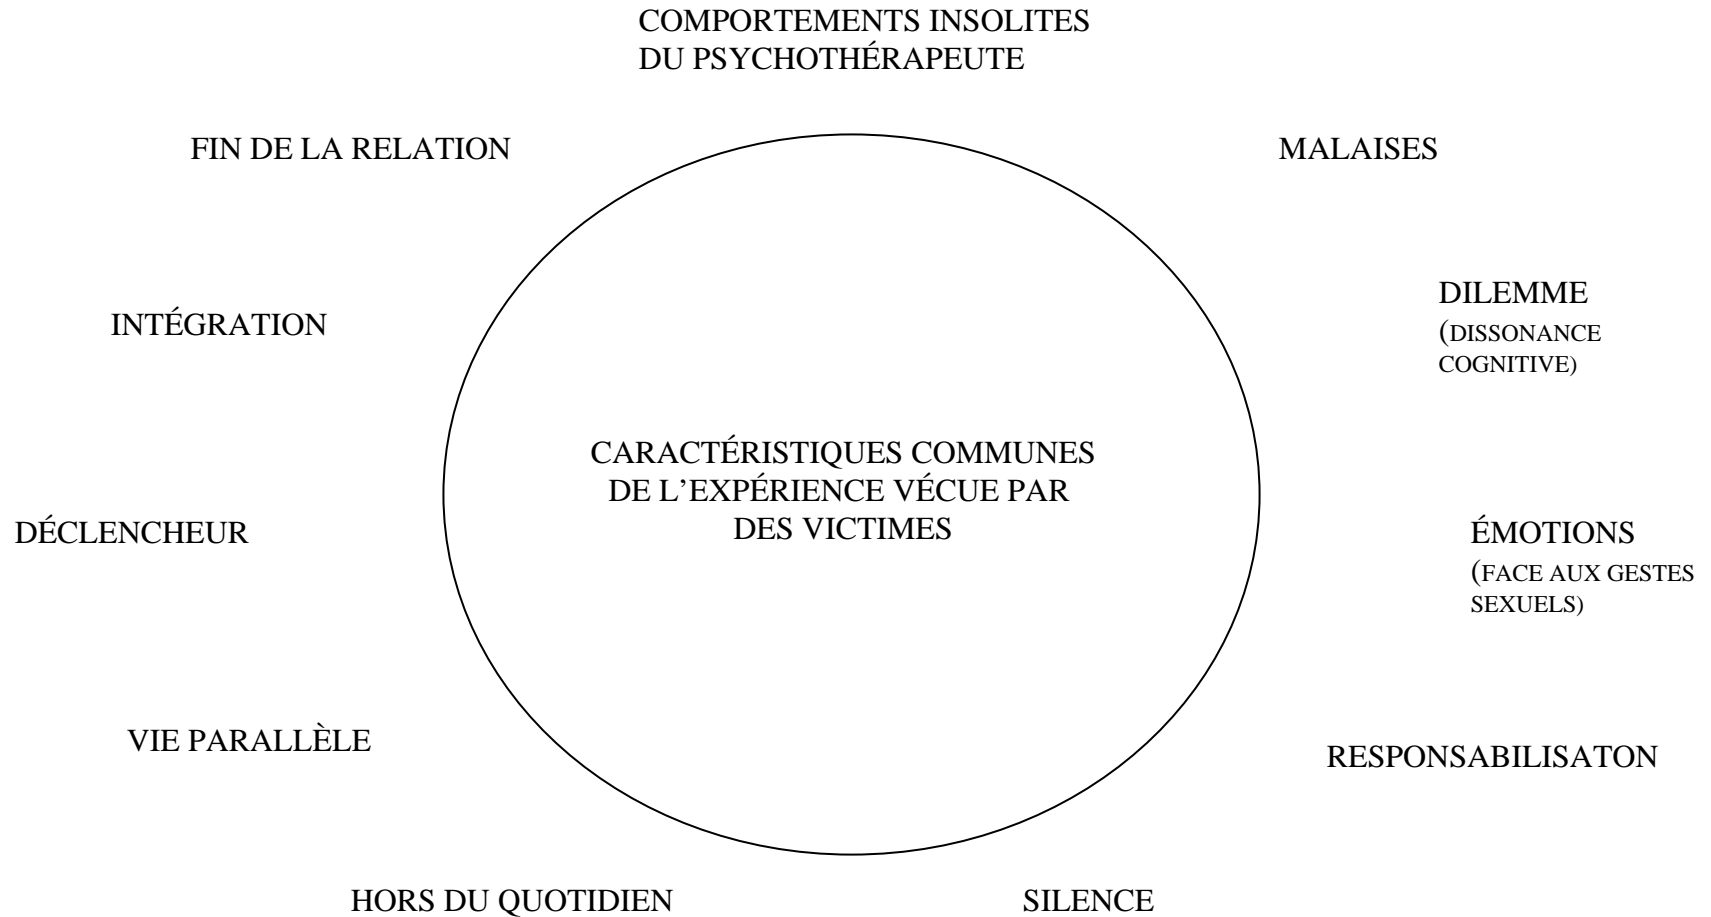 COMPORTEMENTS INSOLITES
DU PSYCHOTHÉRAPEUTE
FIN DE LA RELATION
MALAISES
DILEMME
(DISSONANCE
COGNITIVE)
INTÉGRATION
CARACTÉRISTIQUES COMMUNES
DE L’EXPÉRIENCE VÉCUE PAR
DES VICTIMES
DÉCLENCHEUR
ÉMOTIONS
(FACE AUX GESTES
SEXUELS)
VIE PARALLÈLE
RESPONSABILISATON
HORS DU QUOTIDIEN
SILENCE